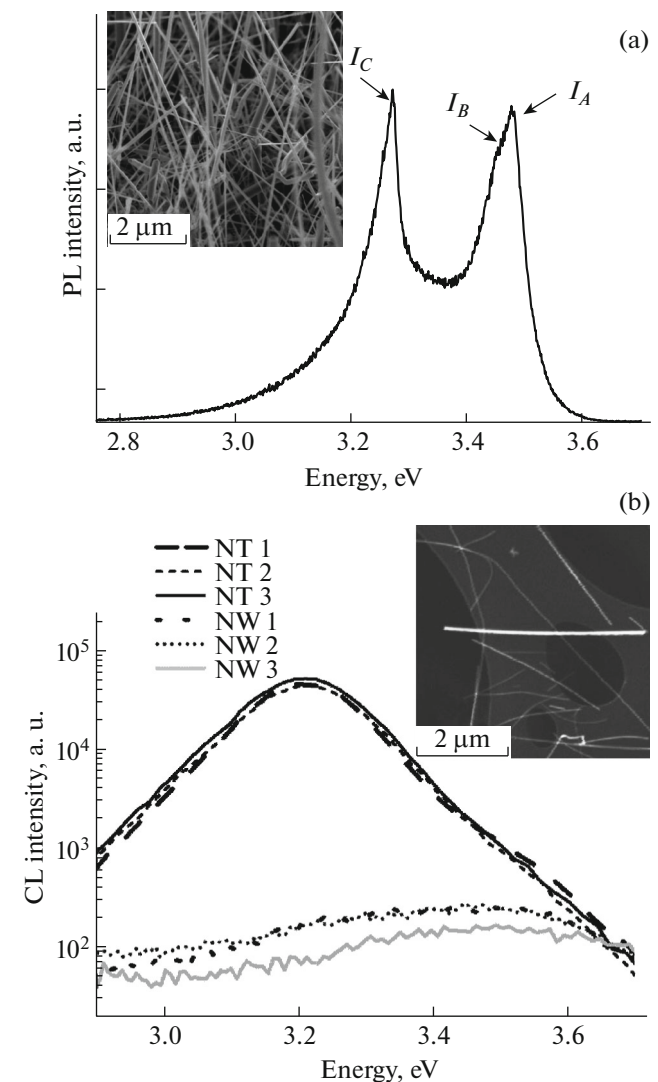 (a)
I_C
I_B
I_A
2 μm
PL intensity, a.u.
2.8 3.0 3.2 3.4 3.6
Energy, eV
(b)
NT 1
NT 2
NT 3
NW 1
NW 2
NW 3
2 μm
10^5
10^4
10^3
10^2
CL intensity, a. u.
3.0 3.2 3.4 3.6
Energy, eV